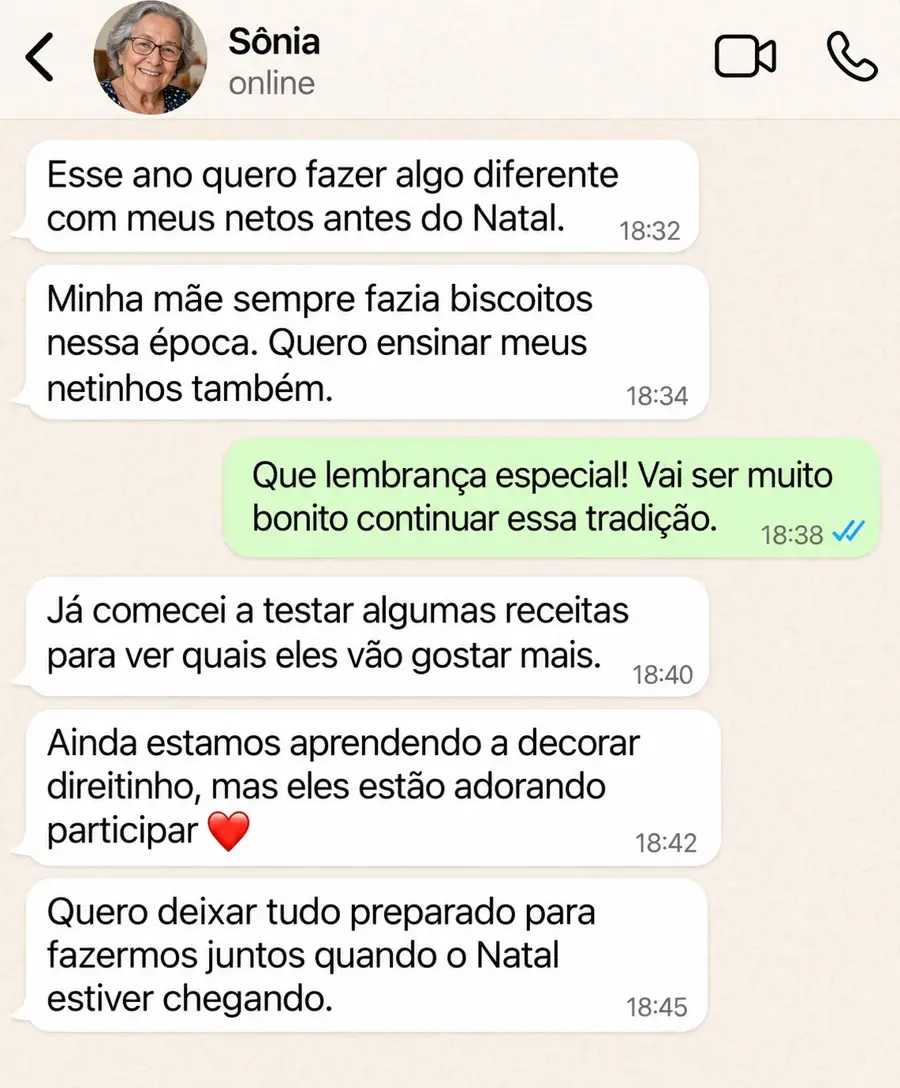 Sônia
online
Esse ano quero fazer algo diferente
com meus netos antes do Natal.
18:32
Minha mãe sempre fazia biscoitos
nessa época. Quero ensinar meus
netinhos também.
18:34
Que lembrança especial! Vai ser muito
bonito continuar essa tradição.
18:38
Já comecei a testar algumas receitas
para ver quais eles vão gostar mais.
18:40
Ainda estamos aprendendo a decorar
direitinho, mas eles estão adorando
participar ❤️
18:42
Quero deixar tudo preparado para
fazermos juntos quando o Natal
estiver chegando.
18:45